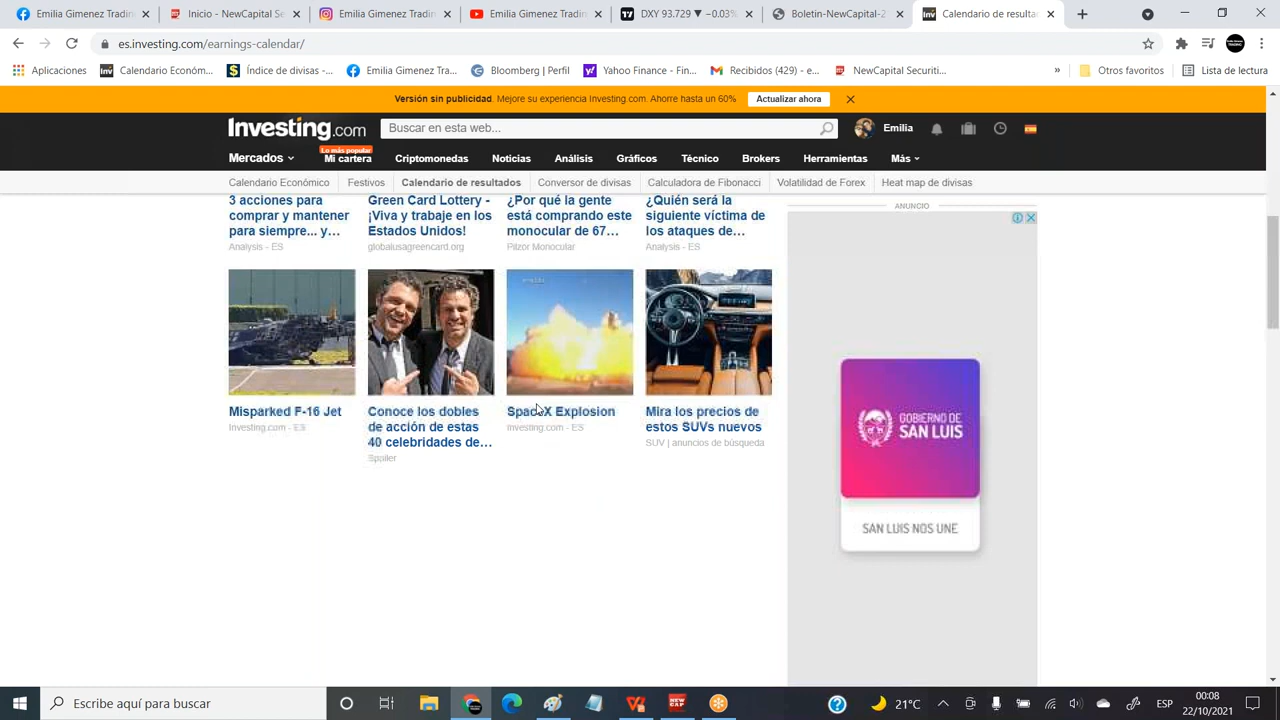 Emilia Gimenez Tradin
Inicio - NewCapital Se
Emilia Gimenez Tradin
Emilia Gimenez Tradin
DXY 93.729 ▼ −0.03%
Boletin-NewCapital-2
Calendario de resulta
es.investing.com/earnings-calendar/
Aplicaciones
Calendario Económ...
Índice de divisas -...
Emilia Gimenez Tra...
Bloomberg | Perfil
Yahoo Finance - Fin...
Recibidos (429) - e...
NewCapital Securiti...
»
Otros favoritos
Lista de lectura
Versión sin publicidad. Mejore su experiencia Investing.com. Ahorre hasta un 60%
Actualizar ahora
Investing.com
Buscar en esta web...
Emilia
Lo más popular
Mercados
Mi cartera
Criptomonedas
Noticias
Análisis
Gráficos
Técnico
Brokers
Herramientas
Más
Calendario Económico
Festivos
Calendario de resultados
Conversor de divisas
Calculadora de Fibonacci
Volatilidad de Forex
Heat map de divisas
3 acciones para
comprar y mantener
para siempre... y...
Analysis - ES
Green Card Lottery -
¡Viva y trabaje en los
Estados Unidos!
globalusagreencard.org
¿Por qué la gente
está comprando este
monocular de 67...
Pilzor Monocular
¿Quién será la
siguiente víctima de
los ataques de...
Analysis - ES
ANUNCIO
Misparked F-16 Jet
Investing.com - ES
Conoce los dobles
de acción de estas
40 celebridades de...
Spplier
SpaceX Explosion
Investing.com - ES
Mira los precios de
estos SUVs nuevos
SUV | anuncios de búsqueda
GOBIERNO DE
SAN LUIS
SAN LUIS NOS UNE
Escribe aquí para buscar
21°C
ESP
00:08
22/10/2021